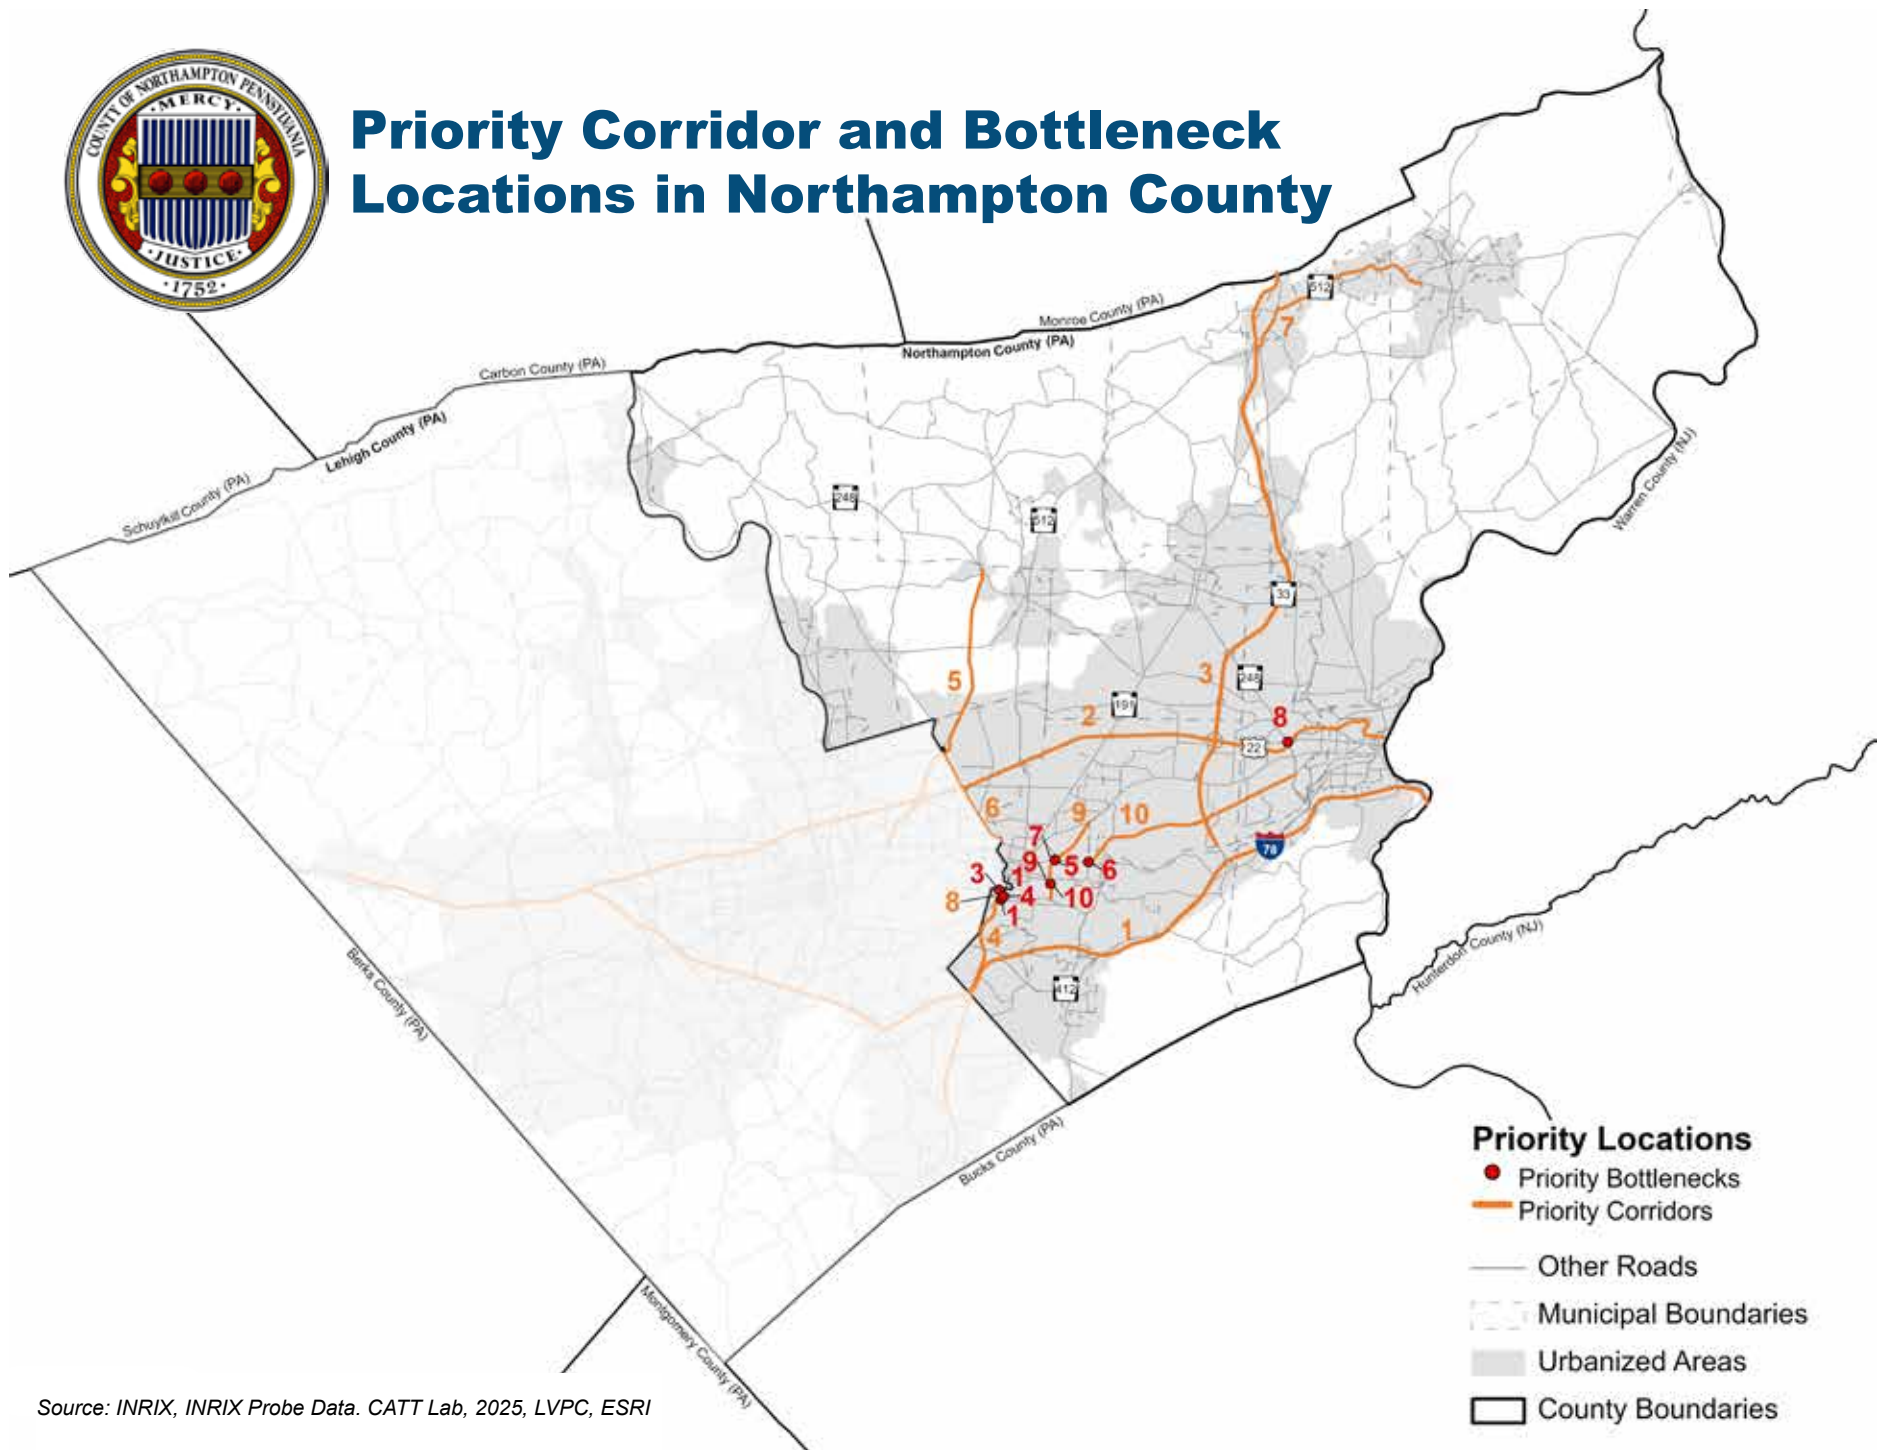 COUNTY OF NORTHAMPTON PENNSYLVANIA
·MERCY·
·JUSTICE·
·1752·
Priority Corridor and Bottleneck
Locations in Northampton County
Monroe County (PA)
Northampton County (PA)
Carbon County (PA)
Lehigh County (PA)
Schuylkill County (PA)
Warren County (NJ)
Hunterdon County (NJ)
Berks County (PA)
Bucks County (PA)
Montgomery County (PA)
512
7
248
512
33
5
3
248
191
2
8
22
6
9
10
7
78
9
5
6
3
1
4
10
8
1
4
1
412
Priority Locations
Priority Bottlenecks
Priority Corridors
Other Roads
Municipal Boundaries
Urbanized Areas
County Boundaries
Source: INRIX, INRIX Probe Data. CATT Lab, 2025, LVPC, ESRI